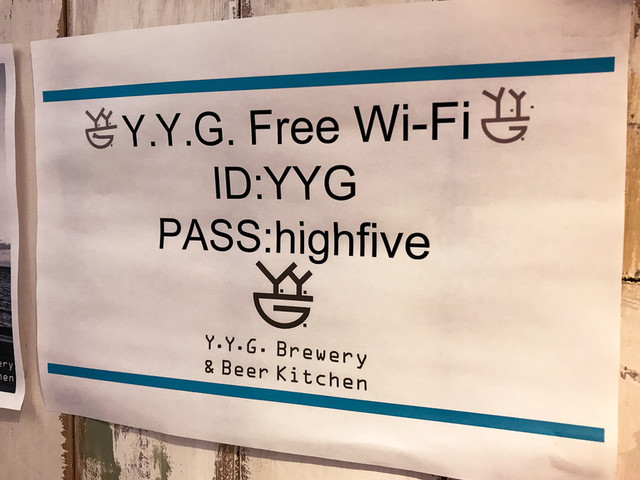 Y.Y.G. Free Wi-Fi
ID:YYG
PASS:highfive
Y.Y.G.
Y.Y.G. Brewery
& Beer Kitchen